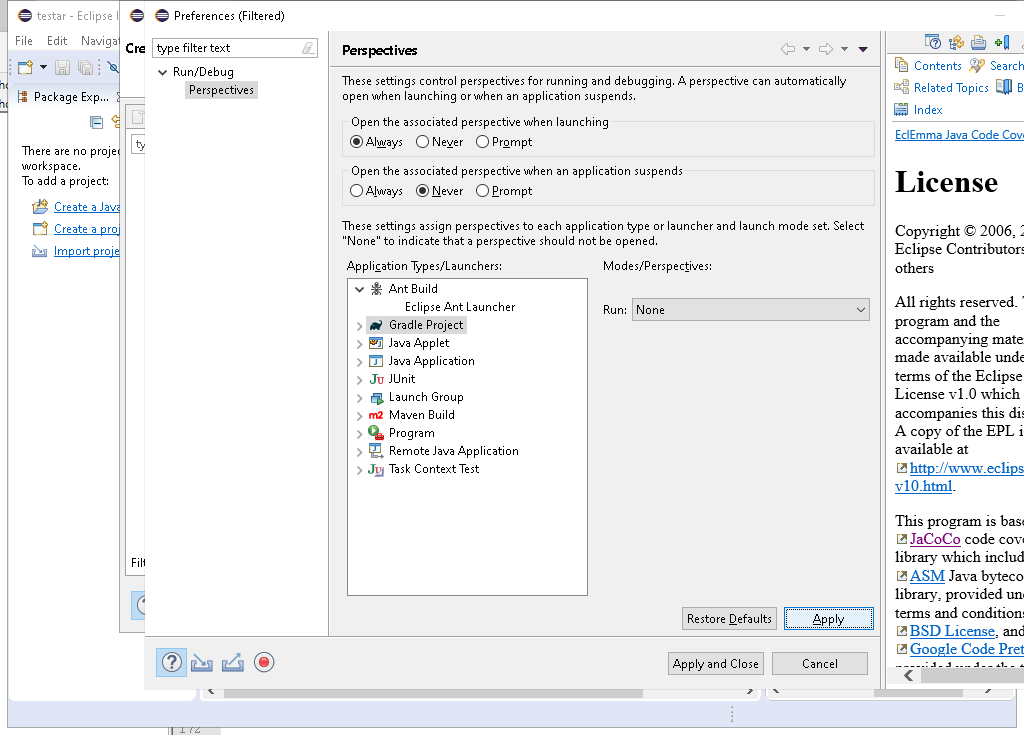 testar - Eclipse I
File Edit Naviga
Package Exp...
There are no projec
workspace.
To add a project:
Create a Java
Create a proj
Import proje
Cre
ty
Filt
Preferences (Filtered)
type filter text
Run/Debug
Perspectives
Perspectives
These settings control perspectives for running and debugging. A perspective can automatically
open when launching or when an application suspends.
Open the associated perspective when launching
Always Never Prompt
Open the associated perspective when an application suspends
Always Never Prompt
These settings assign perspectives to each application type or launcher and launch mode set. Select
"None" to indicate that a perspective should not be opened.
Application Types/Launchers:
Ant Build
Eclipse Ant Launcher
Gradle Project
Java Applet
Java Application
JUnit
Launch Group
Maven Build
Program
Remote Java Application
Task Context Test
Modes/Perspectives:
Run: None
Restore Defaults Apply
Apply and Close Cancel
Contents Search
Related Topics B
Index
EclEmma Java Code Cove
License
Copyright © 2006, 2
Eclipse Contributors
others
All rights reserved. T
program and the
accompanying mate
made available unde
terms of the Eclipse
License v1.0 which
accompanies this dis
A copy of the EPL i
available at
http://www.eclips
v10.html.
This program is base
JaCoCo code cove
library which includ
ASM Java byteco
library, provided un
terms and conditions
BSD License, and
Google Code Pret
provided under the t
172